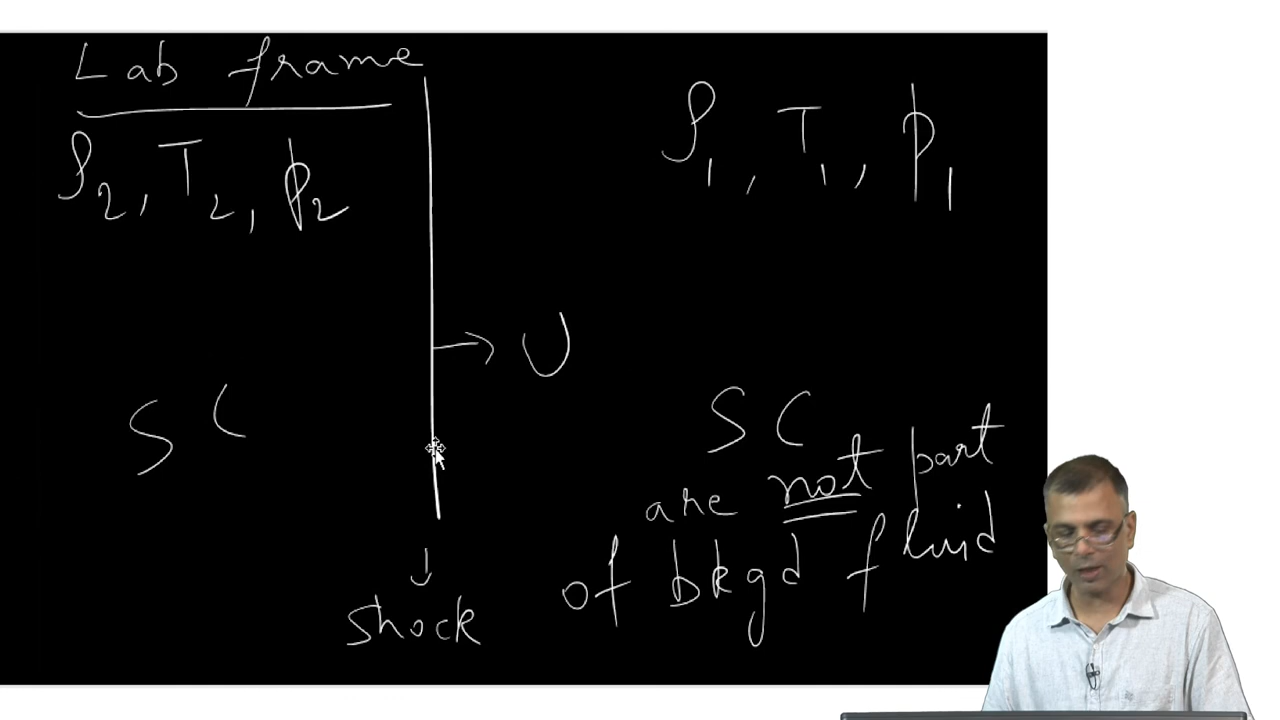 Lab frame
ρ2, T2, p2
ρ1, T1, p1
U
SC
SC
are not part
of bkgd fluid
↓
shock